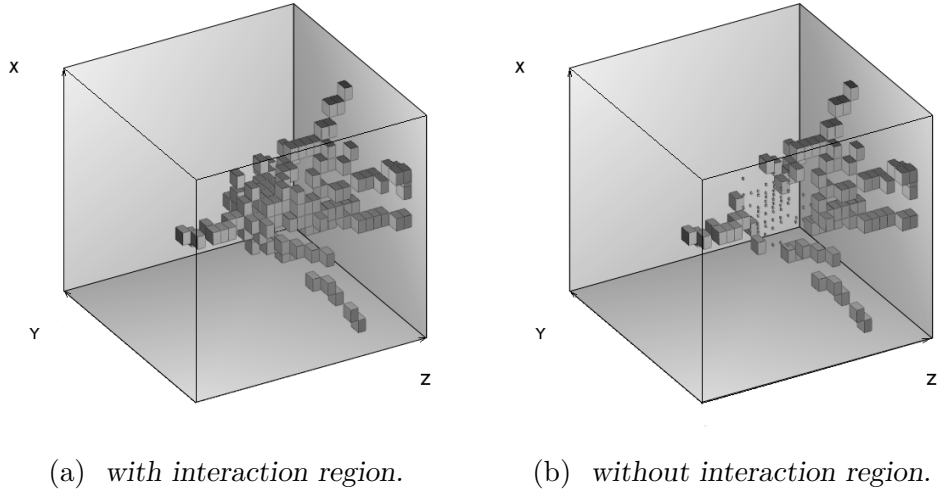 X
X
Y
Y
Z
Z
(a) with interaction region.
(b) without interaction region.